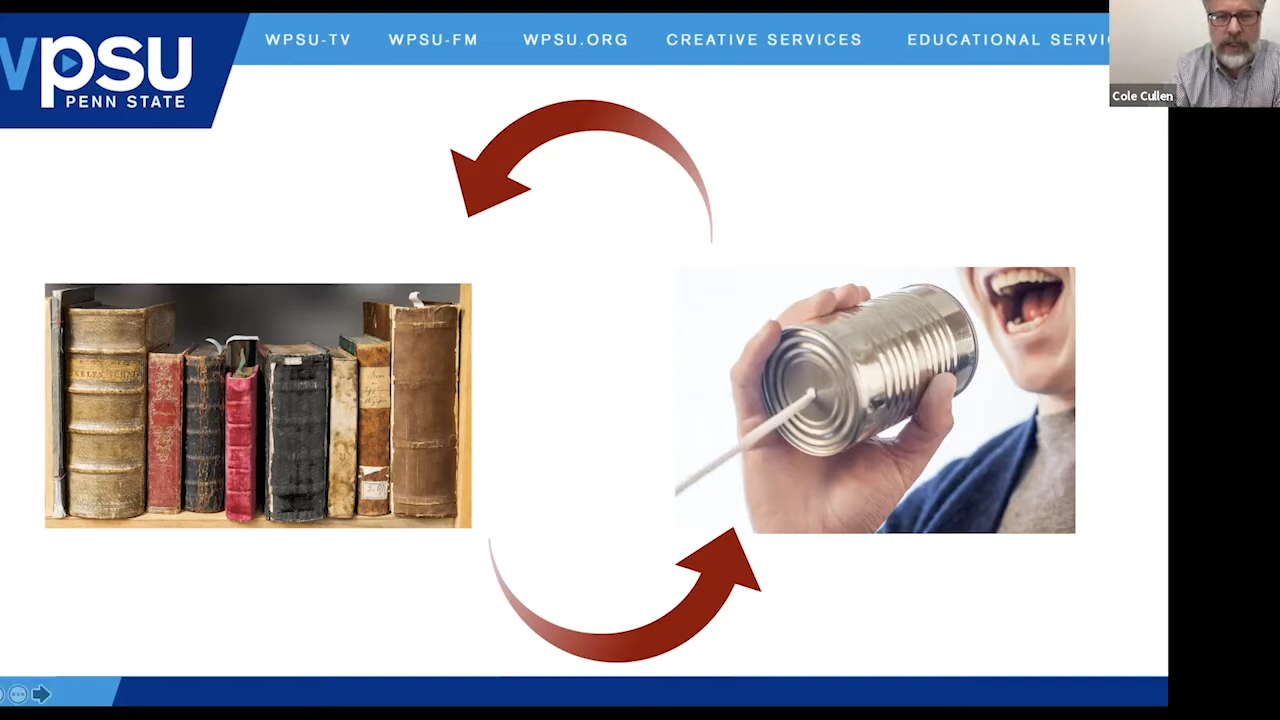 WPSU-TV WPSU-FM WPSU.ORG CREATIVE SERVICES EDUCATIONAL SERVI
wpsu
PENN STATE
Cole Cullen